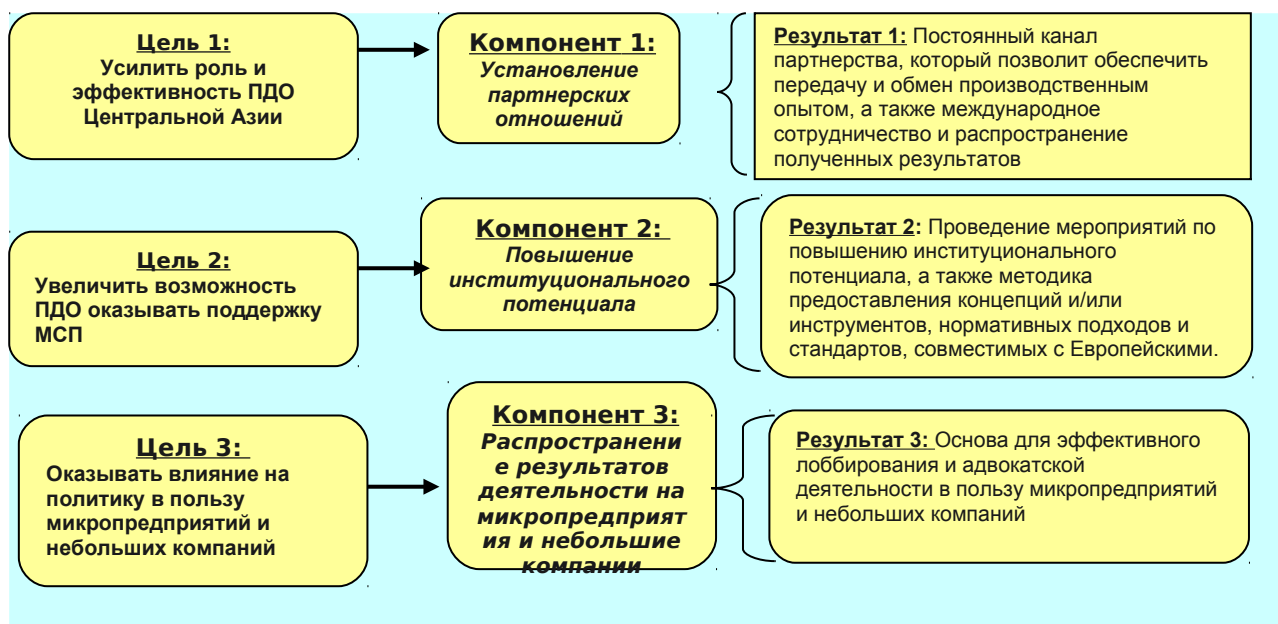 Цель 1:
Усилить роль и
эффективность ПДО
Центральной Азии
Компонент 1:
Установление
партнерских
отношений
Результат 1: Постоянный канал
партнерства, который позволит обеспечить
передачу и обмен производственным
опытом, а также международное
сотрудничество и распространение
полученных результатов
Цель 2:
Увеличить возможность
ПДО оказывать поддержку
МСП
Компонент 2:
Повышение
институционального
потенциала
Результат 2: Проведение мероприятий по
повышению институционального
потенциала, а также методика
предоставления концепций и/или
инструментов, нормативных подходов и
стандартов, совместимых с Европейскими.
Цель 3:
Оказывать влияние на
политику в пользу
микропредприятий и
небольших компаний
Компонент 3:
Распространени
е результатов
деятельности на
микропредприят
ия и небольшие
компании
Результат 3: Основа для эффективного
лоббирования и адвокатской
деятельности в пользу микропредприятий
и небольших компаний